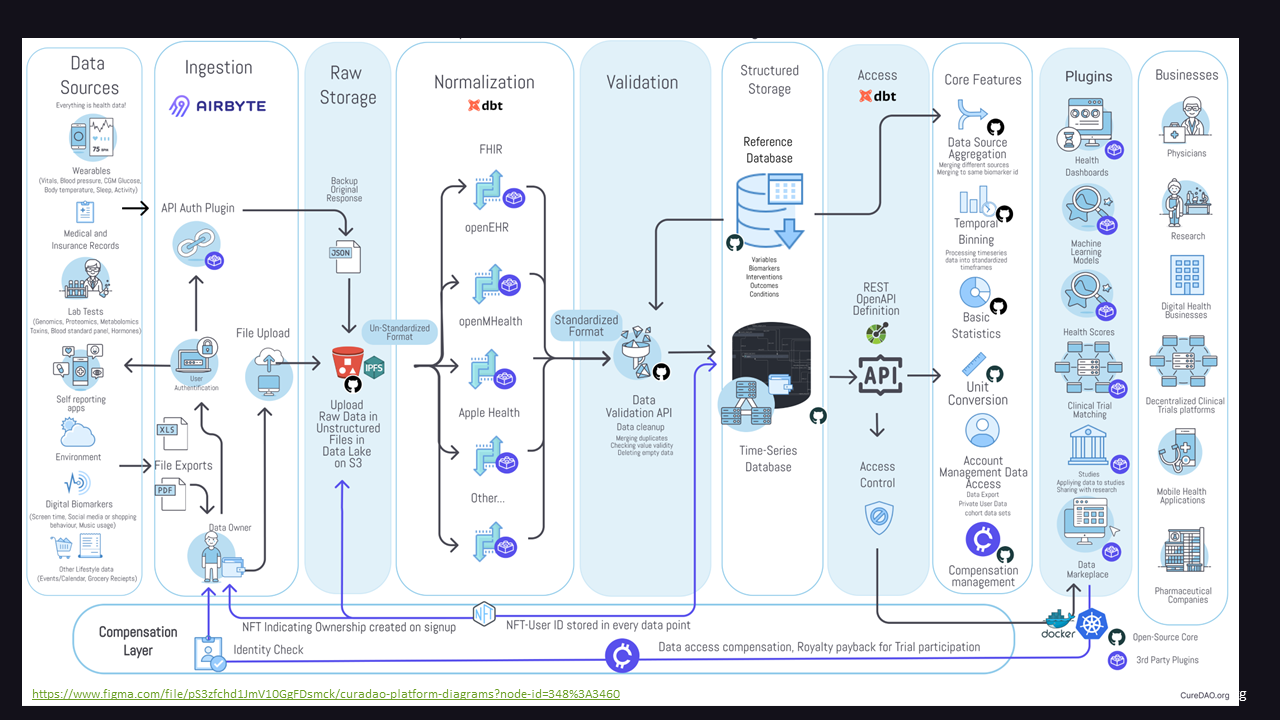 Data
Sources
Everything is health data!
Wearables
(Vitals, Blood pressure, CGM Glucose,
Body temperature, Sleep, Activity)
Medical and
Insurance Records
Lab Tests
(Genomics, Proteomics, Metabolomics
Toxins, Blood standard panel, Hormones)
Self reporting
apps
Environment
Digital Biomarkers
(Screen time, Social media or shopping
behaviour, Music usage)
Other Lifestyle data
(Events/Calendar, Grocery Reciepts)
Ingestion
AIRBYTE
API Auth Plugin
File Upload
User
Authentification
XLS
File Exports
PDF
Data Owner
Raw
Storage
Backup
Original
Response
JSON
Un-Standardized
Format
IPFS
Upload
Raw Data in
Unstructured
Files in
Data Lake
on S3
Normalization
dbt
FHIR
openEHR
openMHealth
Apple Health
Other...
Validation
Standardized
Format
Data
Validation API
Data cleanup
Merging duplicates
Checking value validity
Deleting empty data
Structured
Storage
Reference
Database
Variables
Biomarkers
Interventions
Outcomes
Conditions
Time-Series
Database
Access
dbt
REST
OpenAPI
Definition
API
Access
Control
Core Features
Data Source
Aggregation
Merging different sources
Merging to same biomarker id
Temporal
Binning
Processing timeseries
data into standardized
timeframes
Basic
Statistics
Unit
Conversion
Account
Management Data
Access
Data Export
Private User Data
cohort data sets
Compensation
management
Plugins
Health
Dashboards
Machine
Learning
Models
Health Scores
Clinical Trial
Matching
Studies
Applying data to studies
Sharing with research
Data
Markeplace
Businesses
Physicians
Research
Digital Health
Businesses
Decentralized Clinical
Trials platforms
Mobile Health
Applications
Pharmaceutical
Companies
Compensation
Layer
NFT Indicating Ownership created on signup
NFT
NFT-User ID stored in every data point
Identity Check
Data access compensation, Royalty payback for Trial participation
docker
Open-Source Core
3rd Party Plugins
https://www.figma.com/file/pS3zfchd1JmV10GgFDsmck/curadao-platform-diagrams?node-id=348%3A3460
CureDAO.org